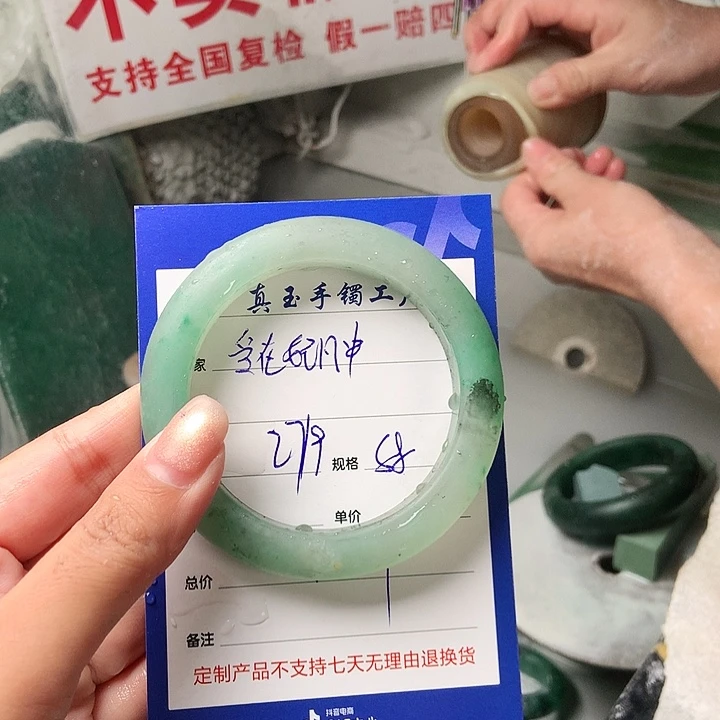 支持全国复检 假一赔四
真玉手镯工厂
家
279 规格 58
单价
总价
备注
定制产品不支持七天无理由退换货
抖音电商